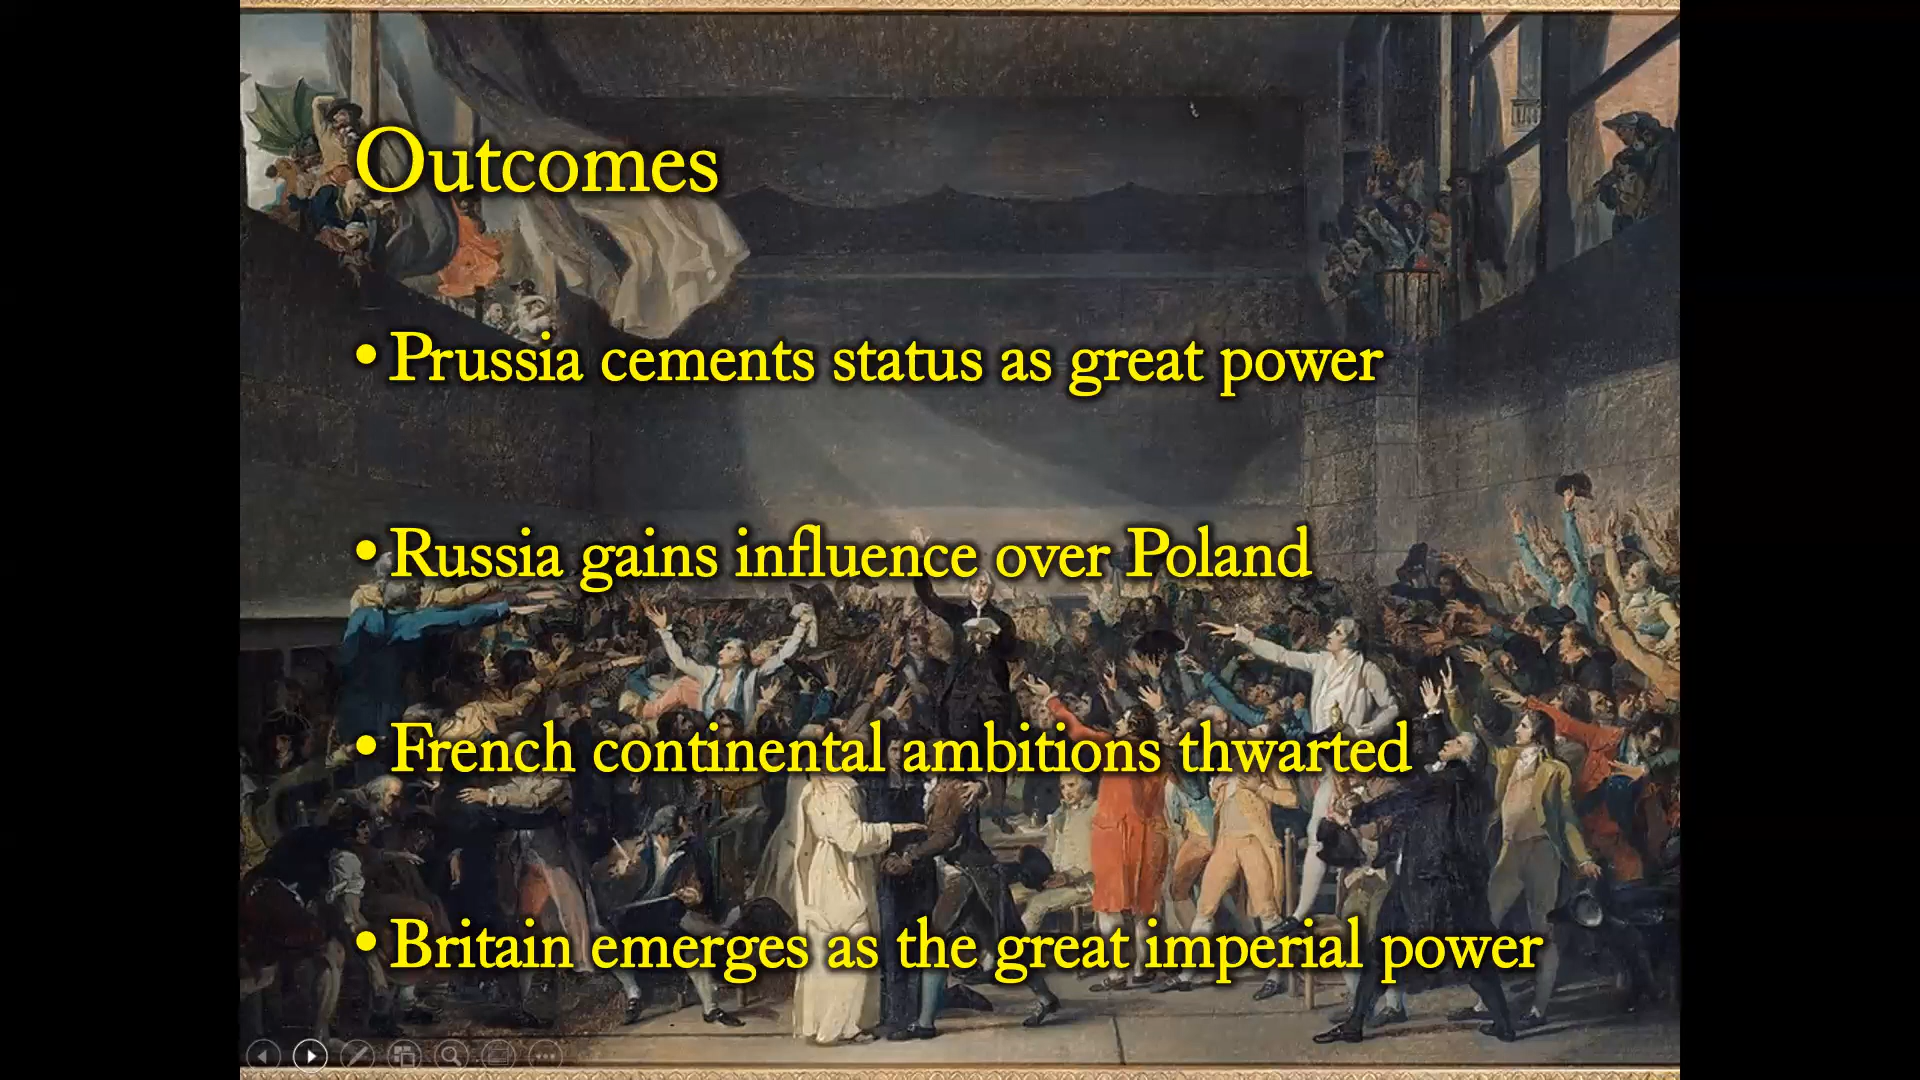 Outcomes
• Prussia cements status as great power
• Russia gains influence over Poland
• French continental ambitions thwarted
• Britain emerges as the great imperial power